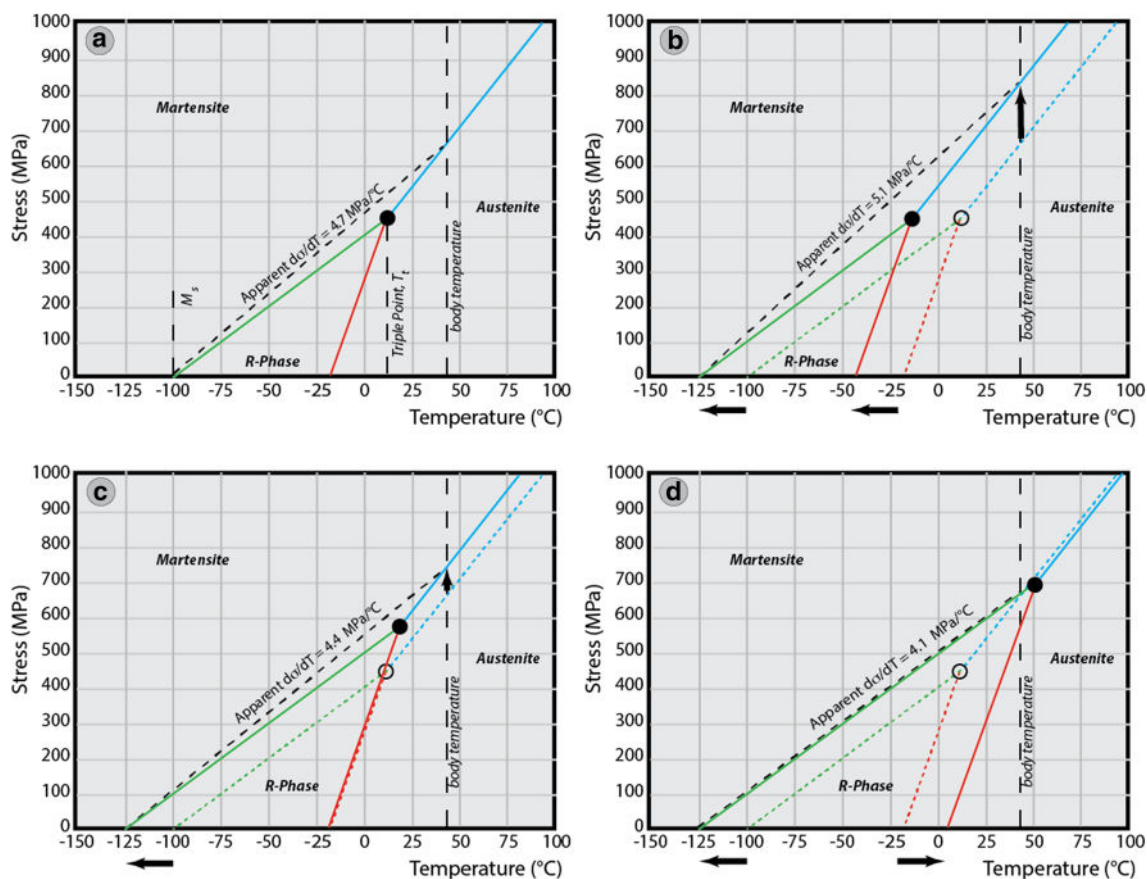 a
1000
900
800
700
600
500
400
300
200
100
0
Stress (MPa)
Martensite
Apparent dσ/dT = 4.7 MPa/°C
Austenite
M s
R-Phase
Triple Point, T t
body temperature
-150 -125 -100 -75 -50 -25 0 25 50 75 100
Temperature (°C)
b
1000
900
800
700
600
500
400
300
200
100
0
Stress (MPa)
Martensite
Apparent dσ/dT = 5,1 MPa/°C
Austenite
R-Phase
body temperature
-150 -125 -100 -75 -50 -25 0 25 50 75 100
Temperature (°C)
c
1000
900
800
700
600
500
400
300
200
100
0
Stress (MPa)
Martensite
Apparent dσ/dT = 4.4 MPa/°C
Austenite
R-Phase
body temperature
-150 -125 -100 -75 -50 -25 0 25 50 75 100
Temperature (°C)
d
1000
900
800
700
600
500
400
300
200
100
0
Stress (MPa)
Martensite
Apparent dσ/dT = 4,1 MPa/°C
Austenite
R-Phase
body temperature
-150 -125 -100 -75 -50 -25 0 25 50 75 100
Temperature (°C)